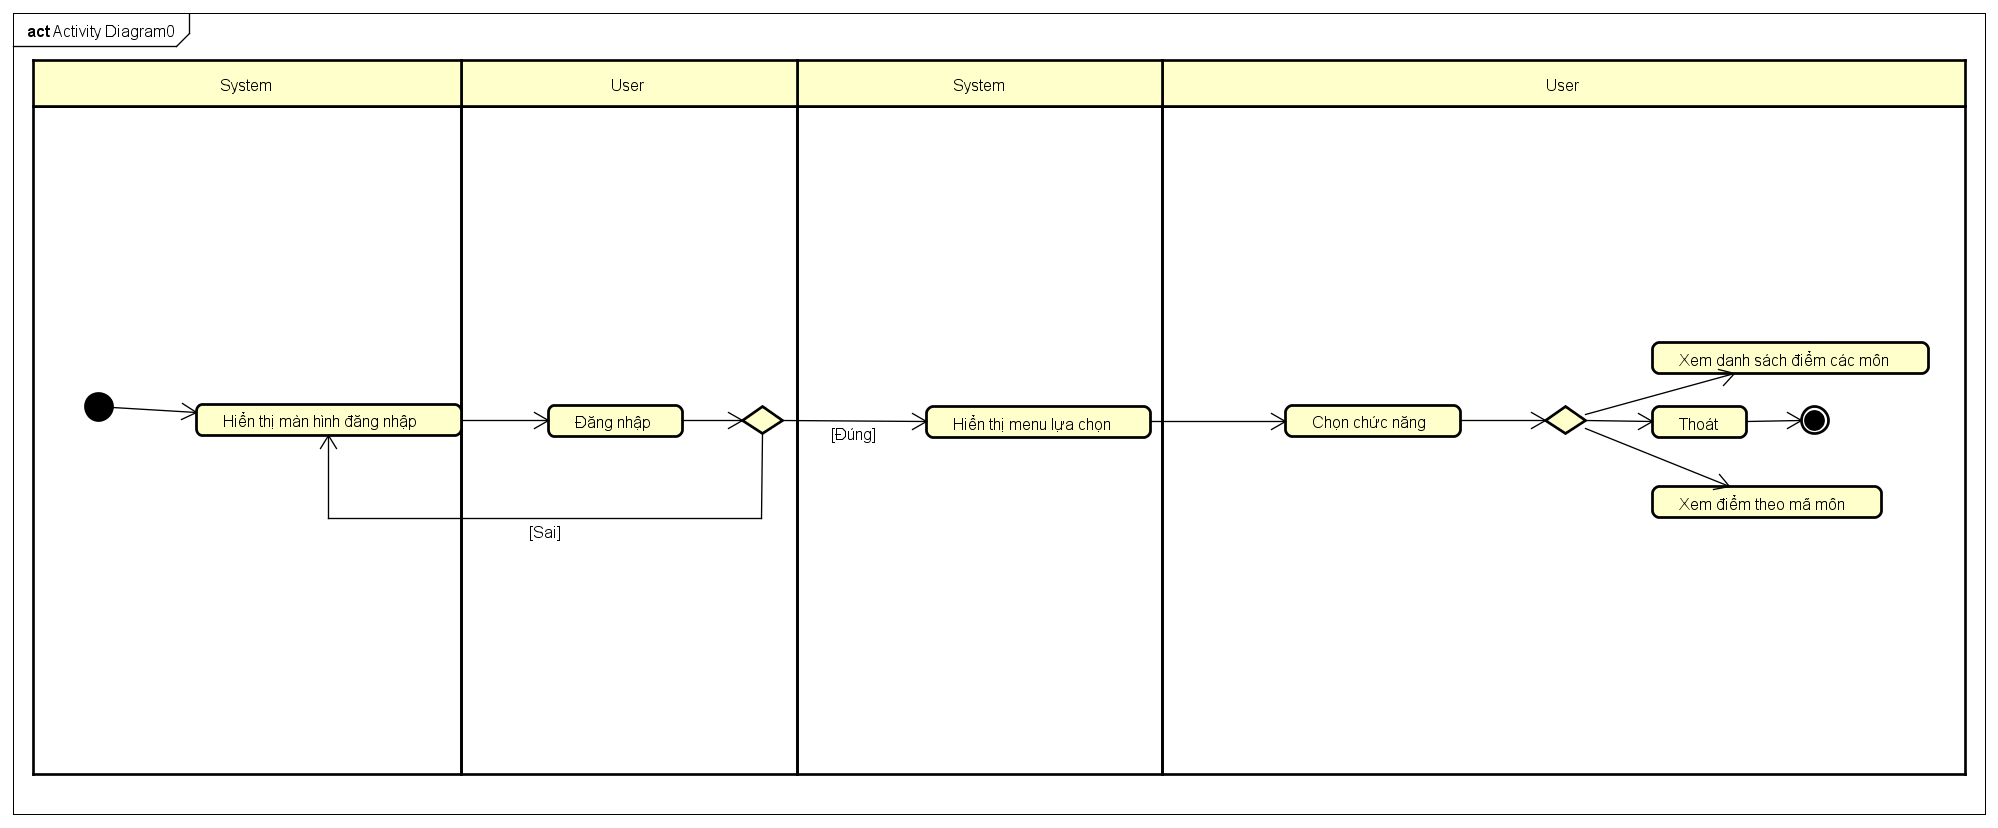 act Activity Diagram0
System
User
System
User
Hiển thị màn hình đăng nhập
Đăng nhập
[Đúng]
[Sai]
Hiển thị menu lựa chọn
Chọn chức năng
Xem danh sách điểm các môn
Thoát
Xem điểm theo mã môn